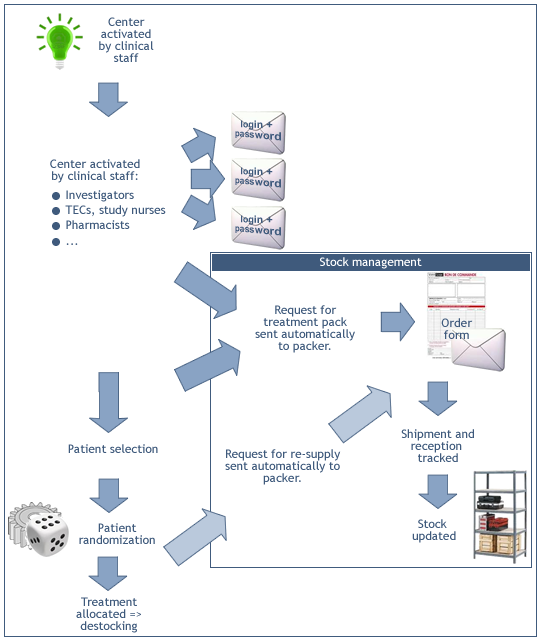 Center
activated
by clinical
staff
login +
password
Center activated
by clinical staff:
● Investigators
● TECs, study nurses
● Pharmacists
● ...
login +
password
login +
password
Stock management
Request for
treatment pack
sent automatically
to packer.
BON DE COMMANDE
Order
form
Patient selection
Request for re-supply
sent automatically to
packer.
Shipment and
reception
tracked
Patient
randomization
Stock
updated
Treatment
allocated =>
destocking